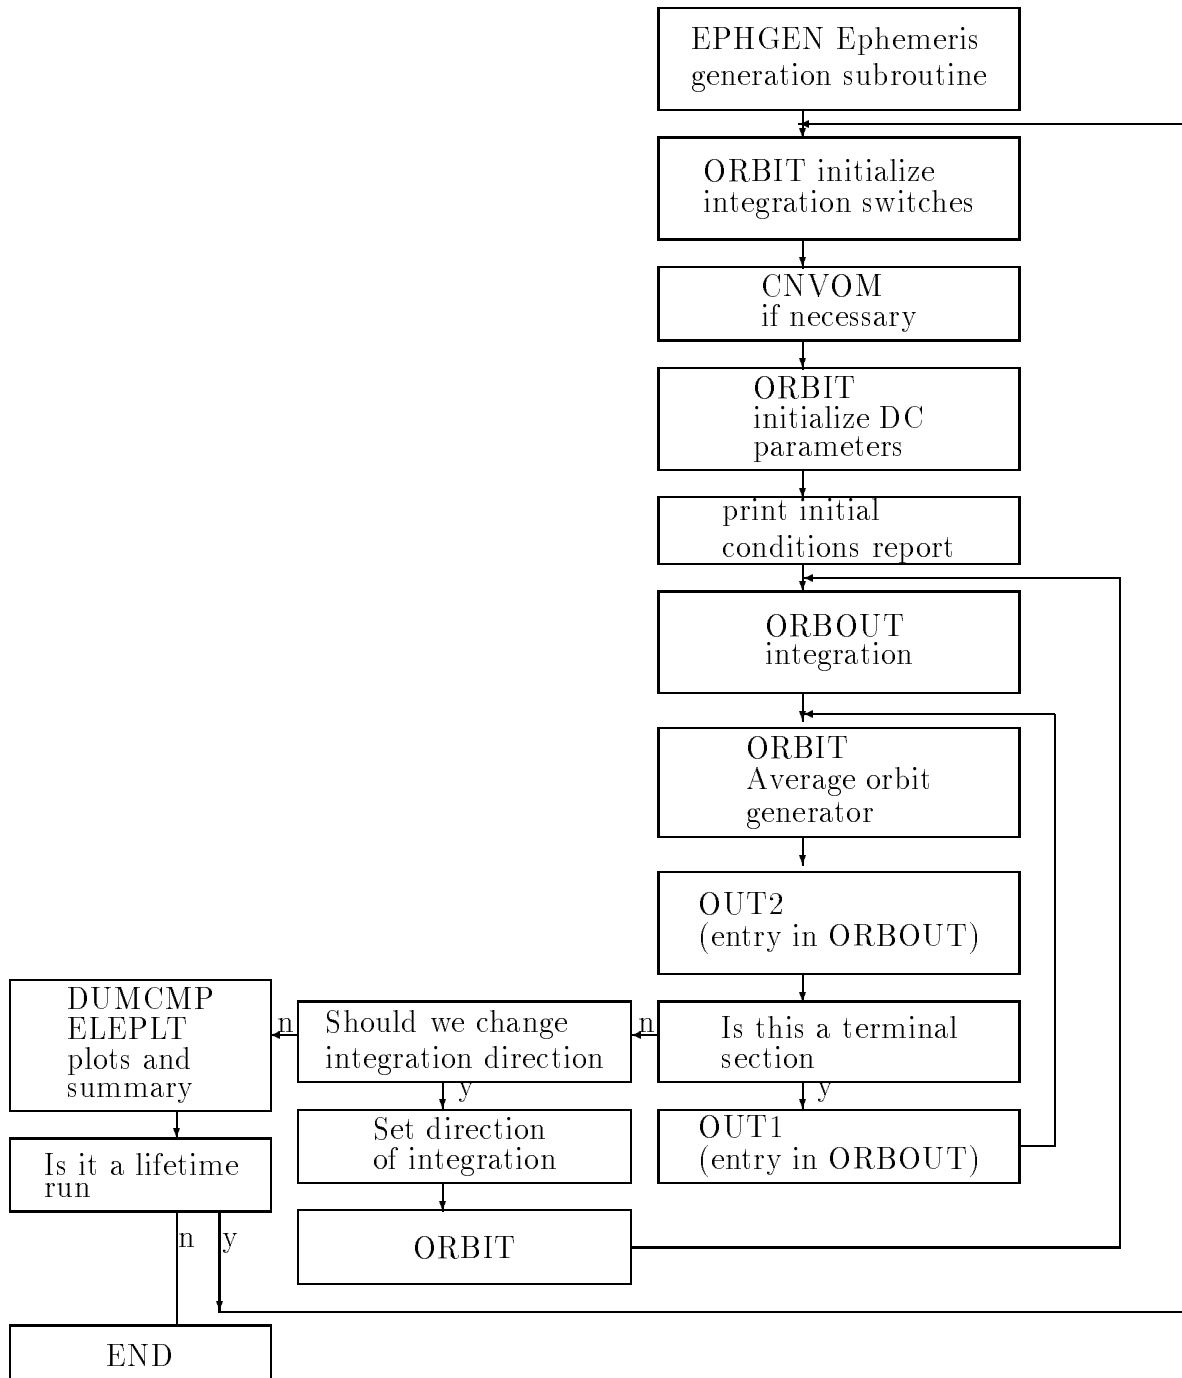 EPHGEN Ephemeris
generation subroutine
ORBIT initialize
integration switches
CNVOM
if necessary
ORBIT
initialize DC
parameters
print initial
conditions report
ORBOUT
integration
ORBIT
Average orbit
generator
OUT2
(entry in ORBOUT)
Is this a terminal
section
n
y
OUT1
(entry in ORBOUT)
Should we change
integration direction
n
y
Set direction
of integration
ORBIT
DUMCMP
ELEPLT
plots and
summary
Is it a lifetime
run
n
y
END